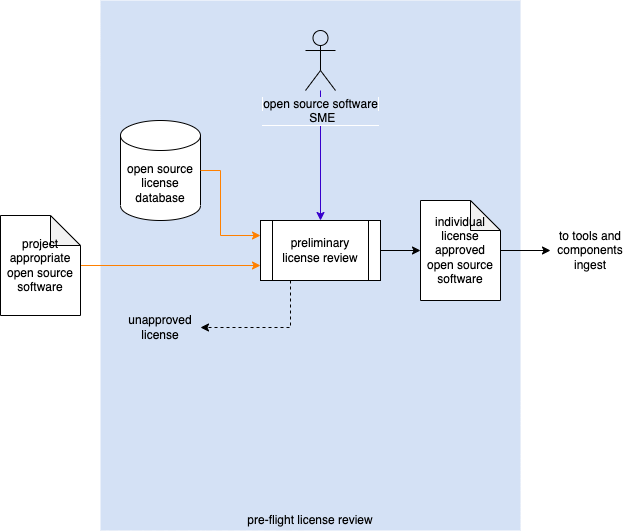 open source software
SME
open source
license
database
project
appropriate
open source
software
preliminary
license review
individual
license
approved
open source
software
to tools and
components
ingest
unapproved
license
pre-flight license review